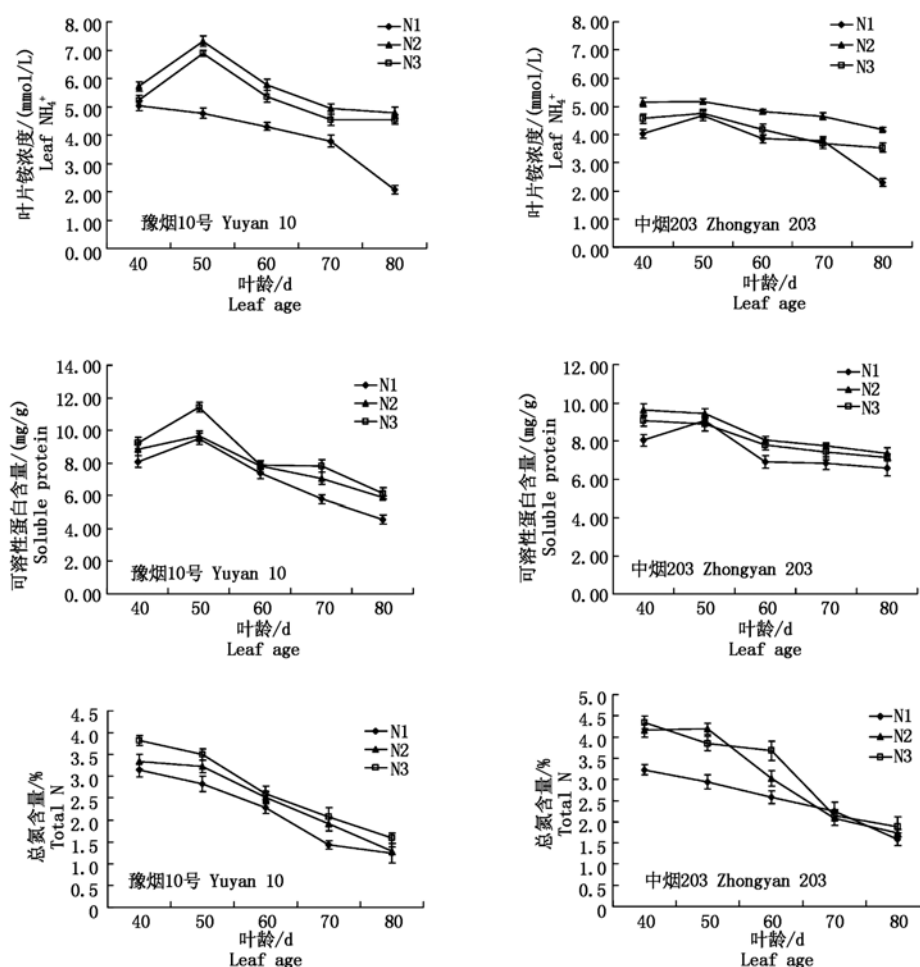 8.00
7.00
6.00
5.00
4.00
3.00
2.00
1.00
0.00
叶片铵浓度/(mmol/L)
Leaf NH₄⁺
N1
N2
N3
豫烟10号 Yuyan 10
40 50 60 70 80
叶龄/d
Leaf age
8.00
7.00
6.00
5.00
4.00
3.00
2.00
1.00
0.00
叶片铵浓度/(mmol/L)
Leaf NH₄⁺
N1
N2
N3
中烟203 Zhongyan 203
40 50 60 70 80
叶龄/d
Leaf age
14.00
12.00
10.00
8.00
6.00
4.00
2.00
0.00
可溶性蛋白含量/(mg/g)
Soluble protein
N1
N2
N3
豫烟10号 Yuyan 10
40 50 60 70 80
叶龄/d
Leaf age
12.00
10.00
8.00
6.00
4.00
2.00
0.00
可溶性蛋白含量/(mg/g)
Soluble protein
N1
N2
N3
中烟203 Zhongyan 203
40 50 60 70 80
叶龄/d
Leaf age
4.5
4.0
3.5
3.0
2.5
2.0
1.5
1.0
0.5
0
总氮含量/%
Total N
N1
N2
N3
豫烟10号 Yuyan 10
40 50 60 70 80
叶龄/d
Leaf age
5.0
4.5
4.0
3.5
3.0
2.5
2.0
1.5
1.0
0.5
0
总氮含量/%
Total N
N1
N2
N3
中烟203 Zhongyan 203
40 50 60 70 80
叶龄/d
Leaf age